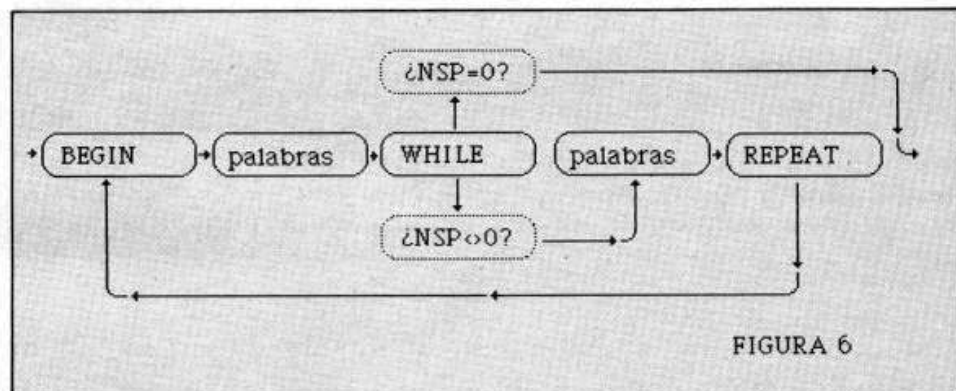 ¿NSP=0?
BEGIN palabras WHILE palabras REPEAT
¿NSP<>0?
FIGURA 6